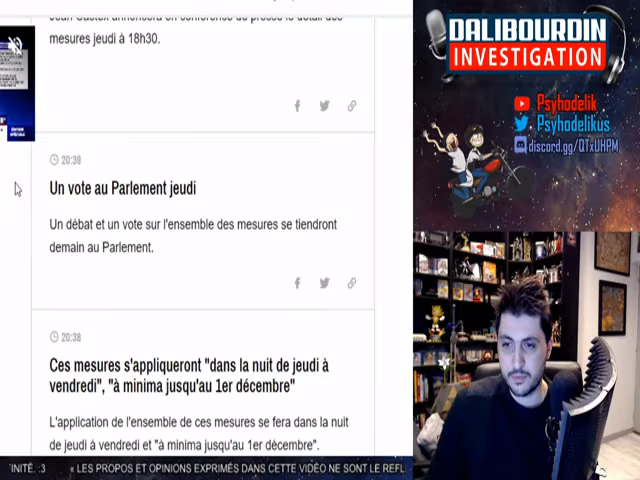 Jean Castex annoncera en conférence de presse le détail des
mesures jeudi à 18h30.
20:38
Un vote au Parlement jeudi
Un débat et un vote sur l'ensemble des mesures se tiendront
demain au Parlement.
20:38
Ces mesures s'appliqueront "dans la nuit de jeudi à
vendredi", "à minima jusqu'au 1er décembre"
L'application de l'ensemble de ces mesures se fera dans la nuit
de jeudi à vendredi et "à minima jusqu'au 1er décembre".
INITÉ. :3 « LES PROPOS ET OPINIONS EXPRIMÉS DANS CETTE VIDÉO NE SONT LE REFL
DALIBOURDIN
INVESTIGATION
Psyhodelik
Psyhodelikus
discord.gg/QTxUHPM